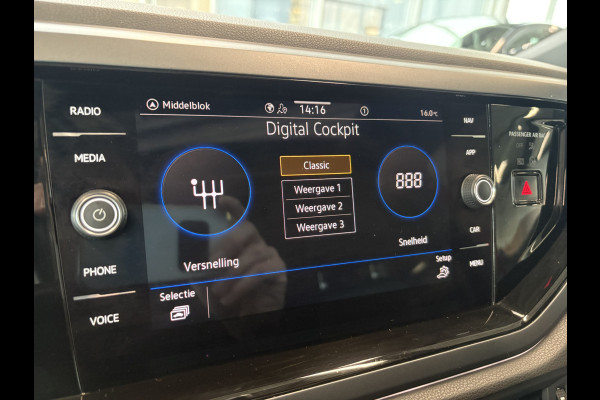 Middelblok 14:16 1 16.0°C
Digital Cockpit
RADIO
MEDIA
PHONE
VOICE
NAV
APP
CAR
MENU
PASSENGER AIR BAG
Classic
Weergave 1
Weergave 2
Weergave 3
888
Versnelling
Snelheid
Selectie
Setup